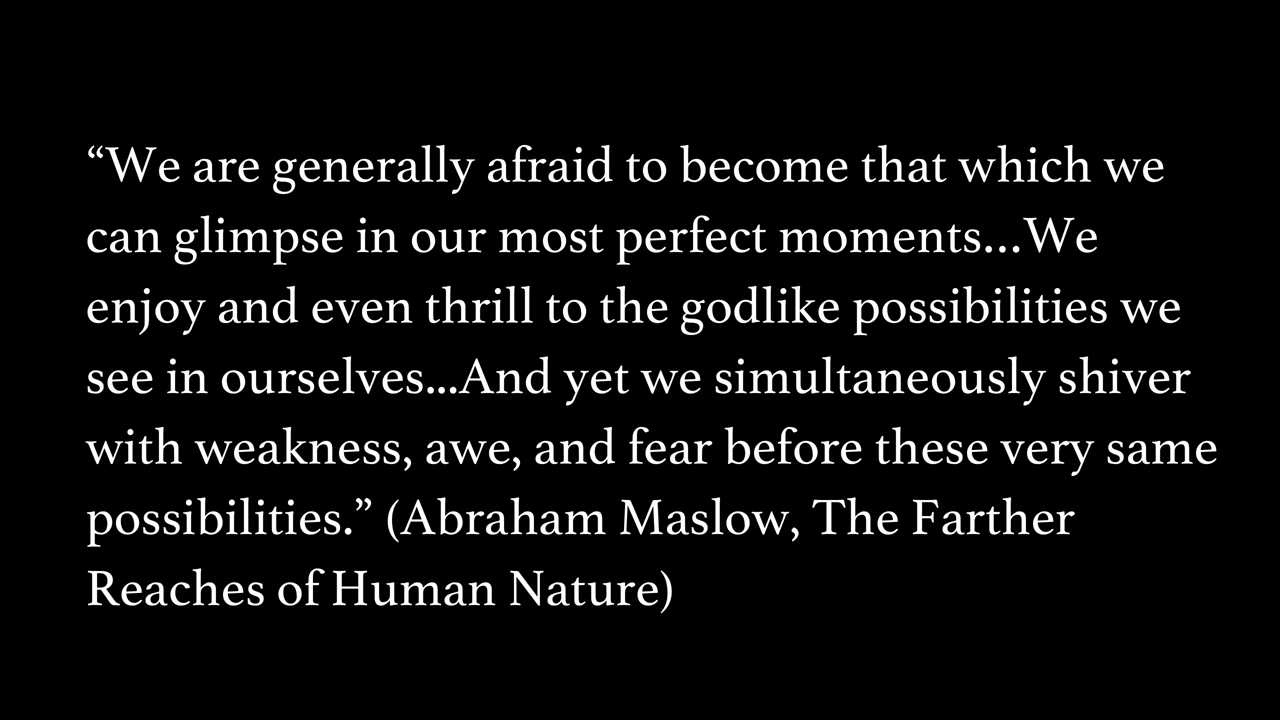 “We are generally afraid to become that which we
can glimpse in our most perfect moments…We
enjoy and even thrill to the godlike possibilities we
see in ourselves...And yet we simultaneously shiver
with weakness, awe, and fear before these very same
possibilities.” (Abraham Maslow, The Farther
Reaches of Human Nature)